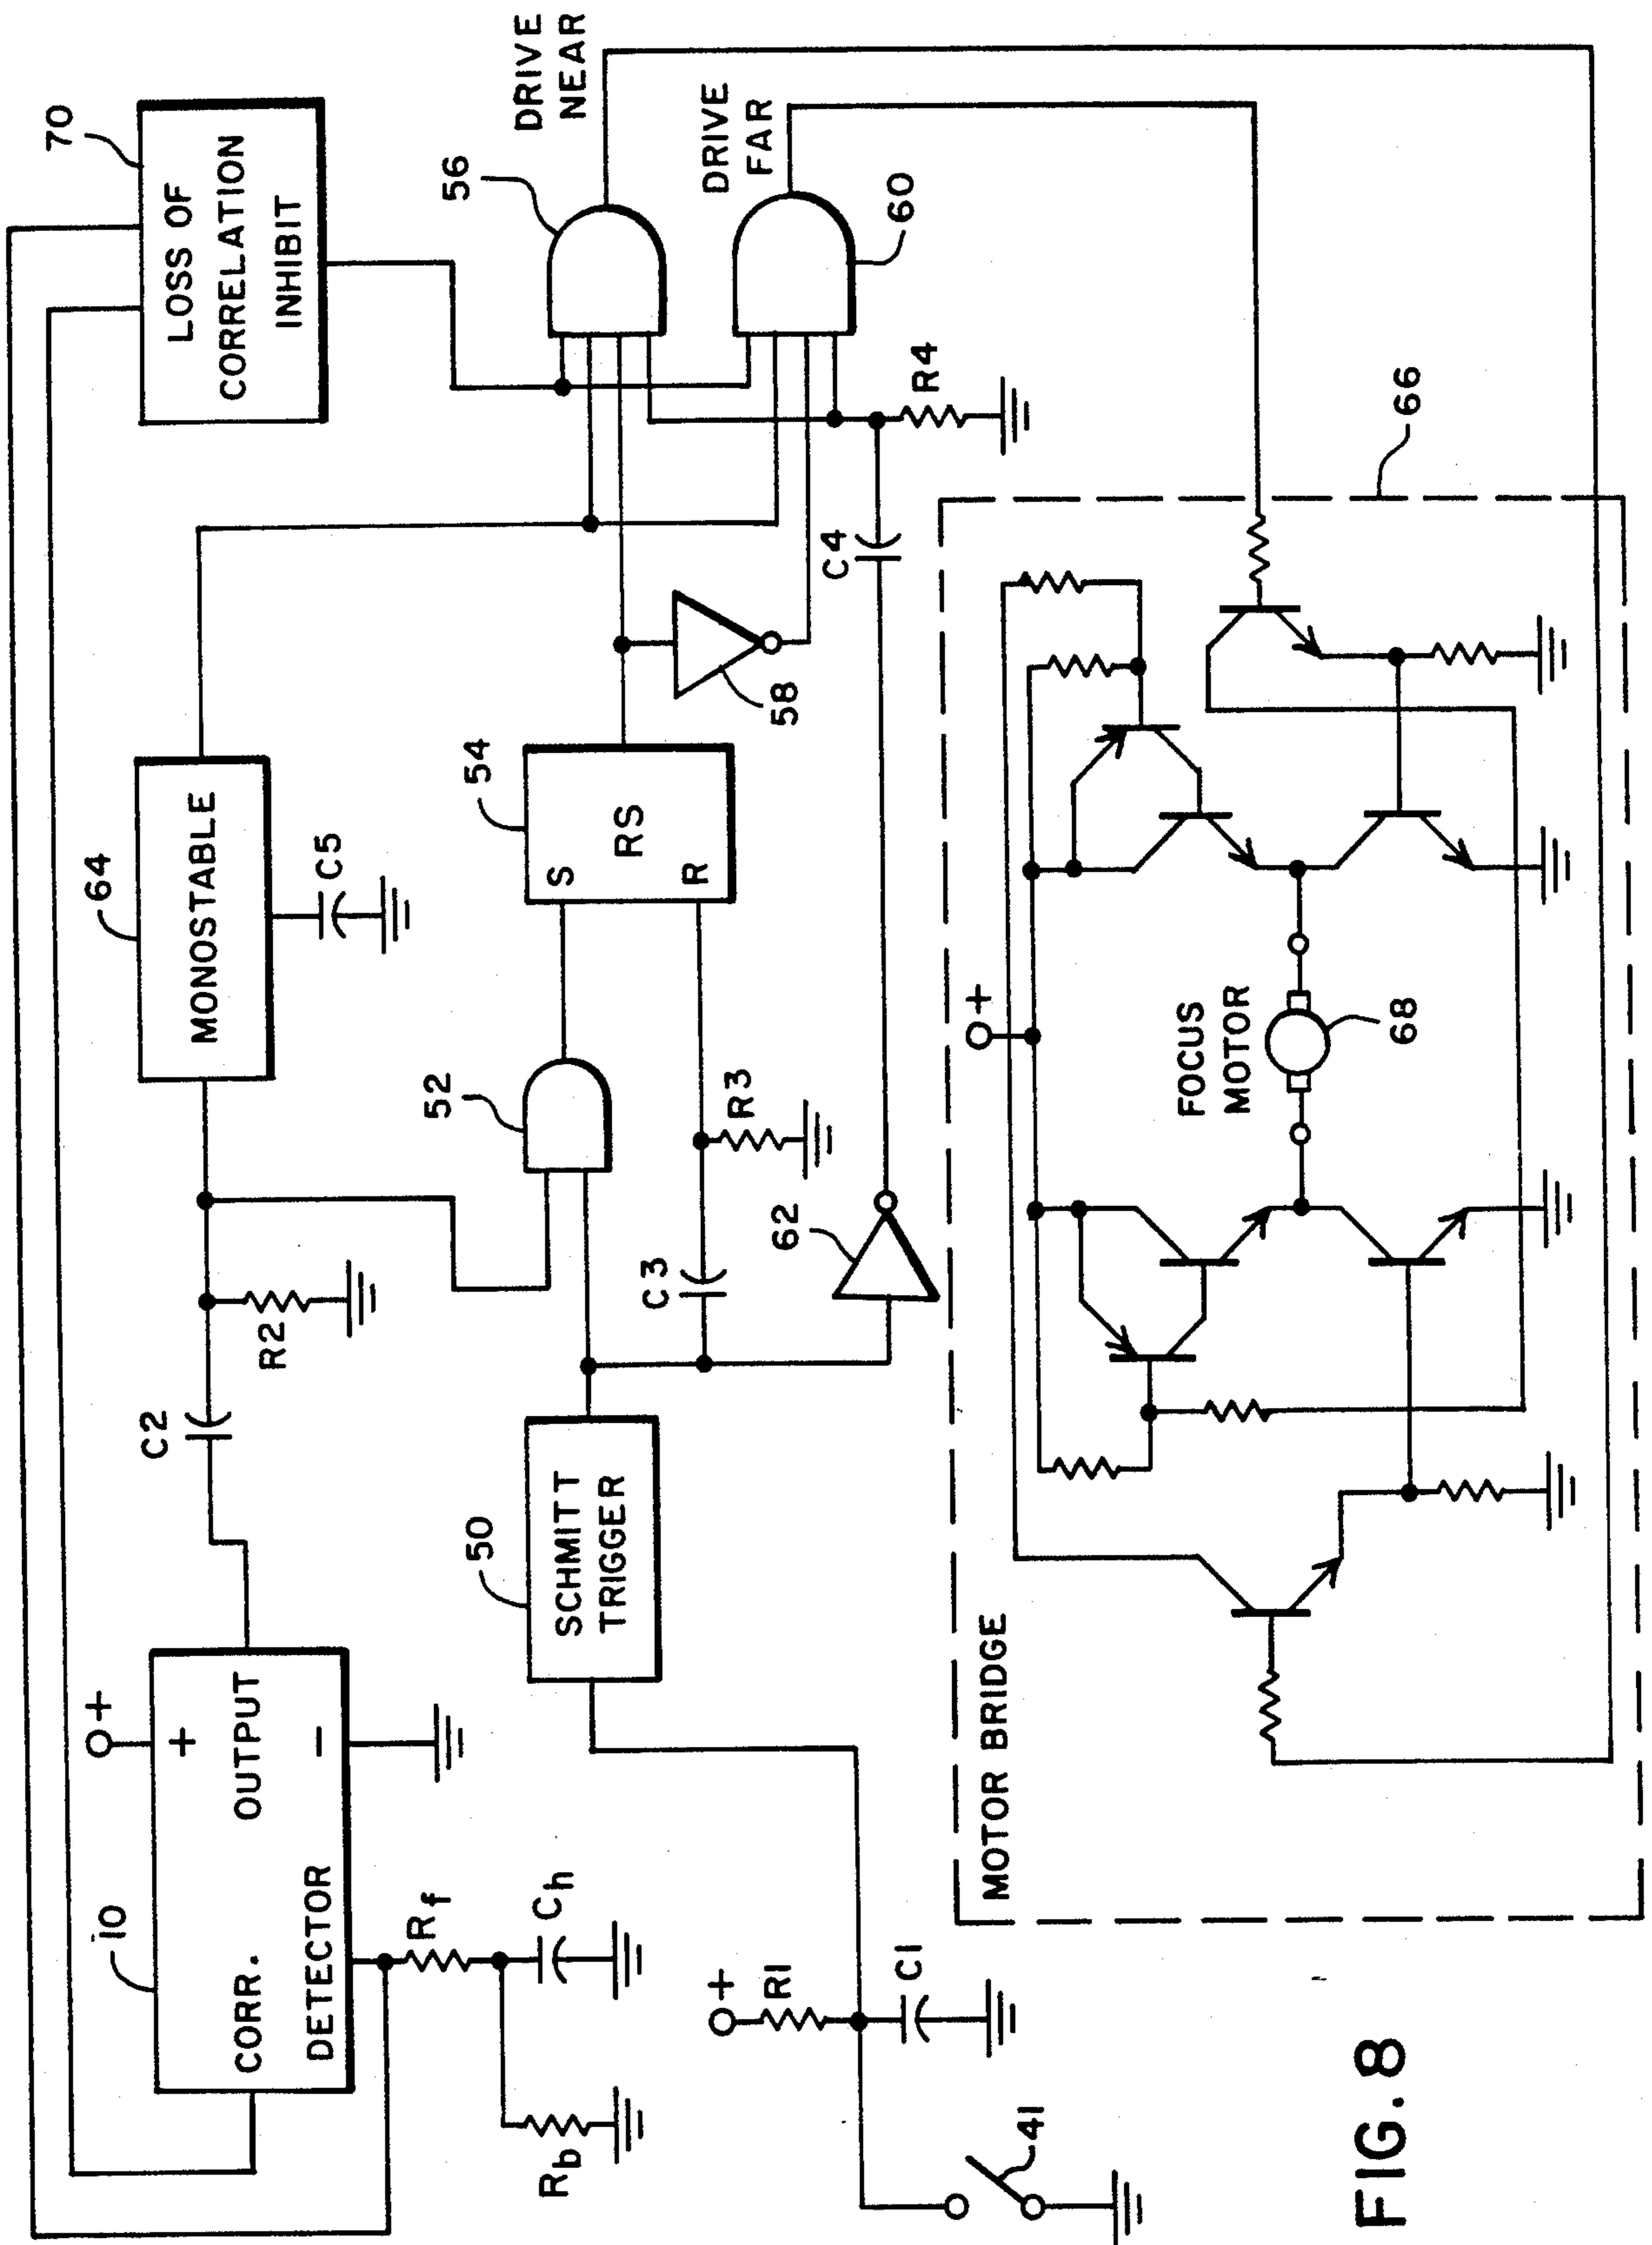 70
LOSS OF
CORRELATION
INHIBIT
DRIVE
NEAR
56
DRIVE
FAR
60
64
MONOSTABLE
C5
54
S
RS
R
58
C4
R4
66
52
C2
R2
C3
R3
62
10
+
+
CORR.
OUTPUT
DETECTOR
−
50
SCHMITT
TRIGGER
Rf
Ch
Rb
+
R1
C1
41
MOTOR BRIDGE
+
FOCUS
MOTOR
68
FIG. 8